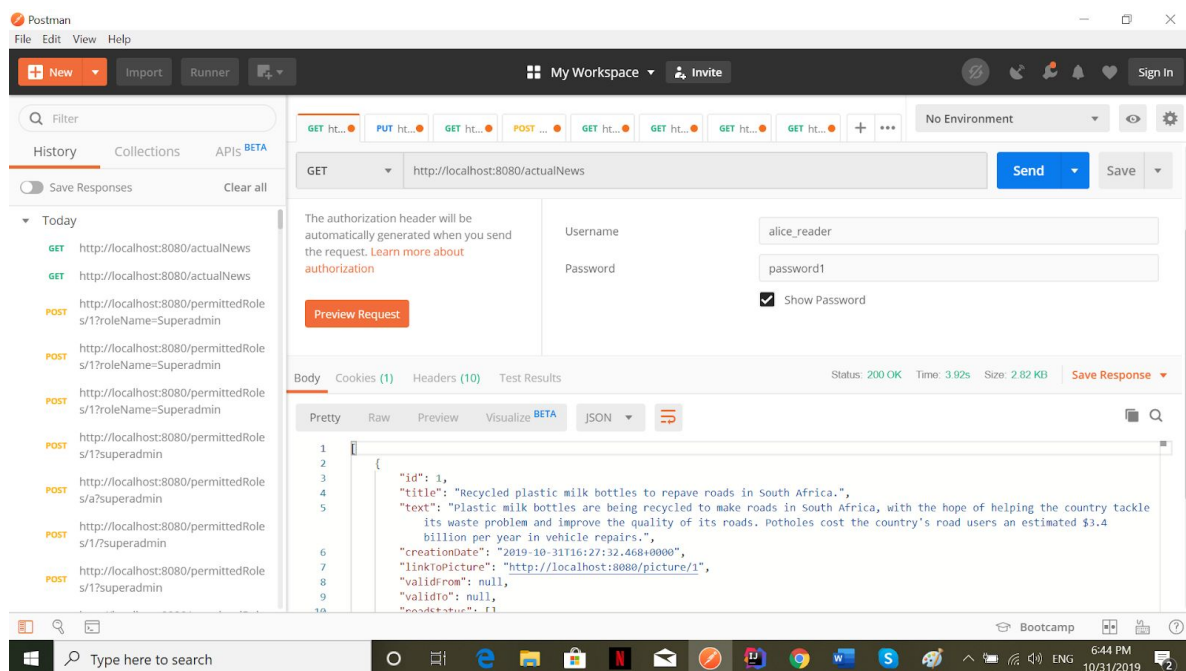 Postman
File Edit View Help
New Import Runner My Workspace Invite Sign In
Filter
History Collections APIs BETA
Save Responses Clear all
Today
GET http://localhost:8080/actualNews
GET http://localhost:8080/actualNews
POST http://localhost:8080/permittedRole
s/1?roleName=Superadmin
POST http://localhost:8080/permittedRole
s/1?roleName=Superadmin
POST http://localhost:8080/permittedRole
s/1?roleName=Superadmin
POST http://localhost:8080/permittedRole
s/1?superadmin
POST http://localhost:8080/permittedRole
s/a?superadmin
POST http://localhost:8080/permittedRole
s/1/?superadmin
POST http://localhost:8080/permittedRole
s/1?superadmin
GET ht... PUT ht... GET ht... POST ... GET ht... GET ht... GET ht... GET ht... + ••• No Environment
GET http://localhost:8080/actualNews Send Save
The authorization header will be
automatically generated when you send
the request. Learn more about
authorization
Preview Request
Username alice_reader
Password password1
Show Password
Body Cookies (1) Headers (10) Test Results Status: 200 OK Time: 3.92s Size: 2.82 KB Save Response
Pretty Raw Preview Visualize BETA JSON
1 [
2 {
3 "id": 1,
4 "title": "Recycled plastic milk bottles to repave roads in South Africa.",
5 "text": "Plastic milk bottles are being recycled to make roads in South Africa, with the hope of helping the country tackle
its waste problem and improve the quality of its roads. Potholes cost the country's road users an estimated $3.4
billion per year in vehicle repairs.",
6 "creationDate": "2019-10-31T16:27:32.468+0000",
7 "linkToPicture": "http://localhost:8080/picture/1",
8 "validFrom": null,
9 "validTo": null,
10 "readStatus": []
Bootcamp
Type here to search
ENG 6:44 PM
10/31/2019 2